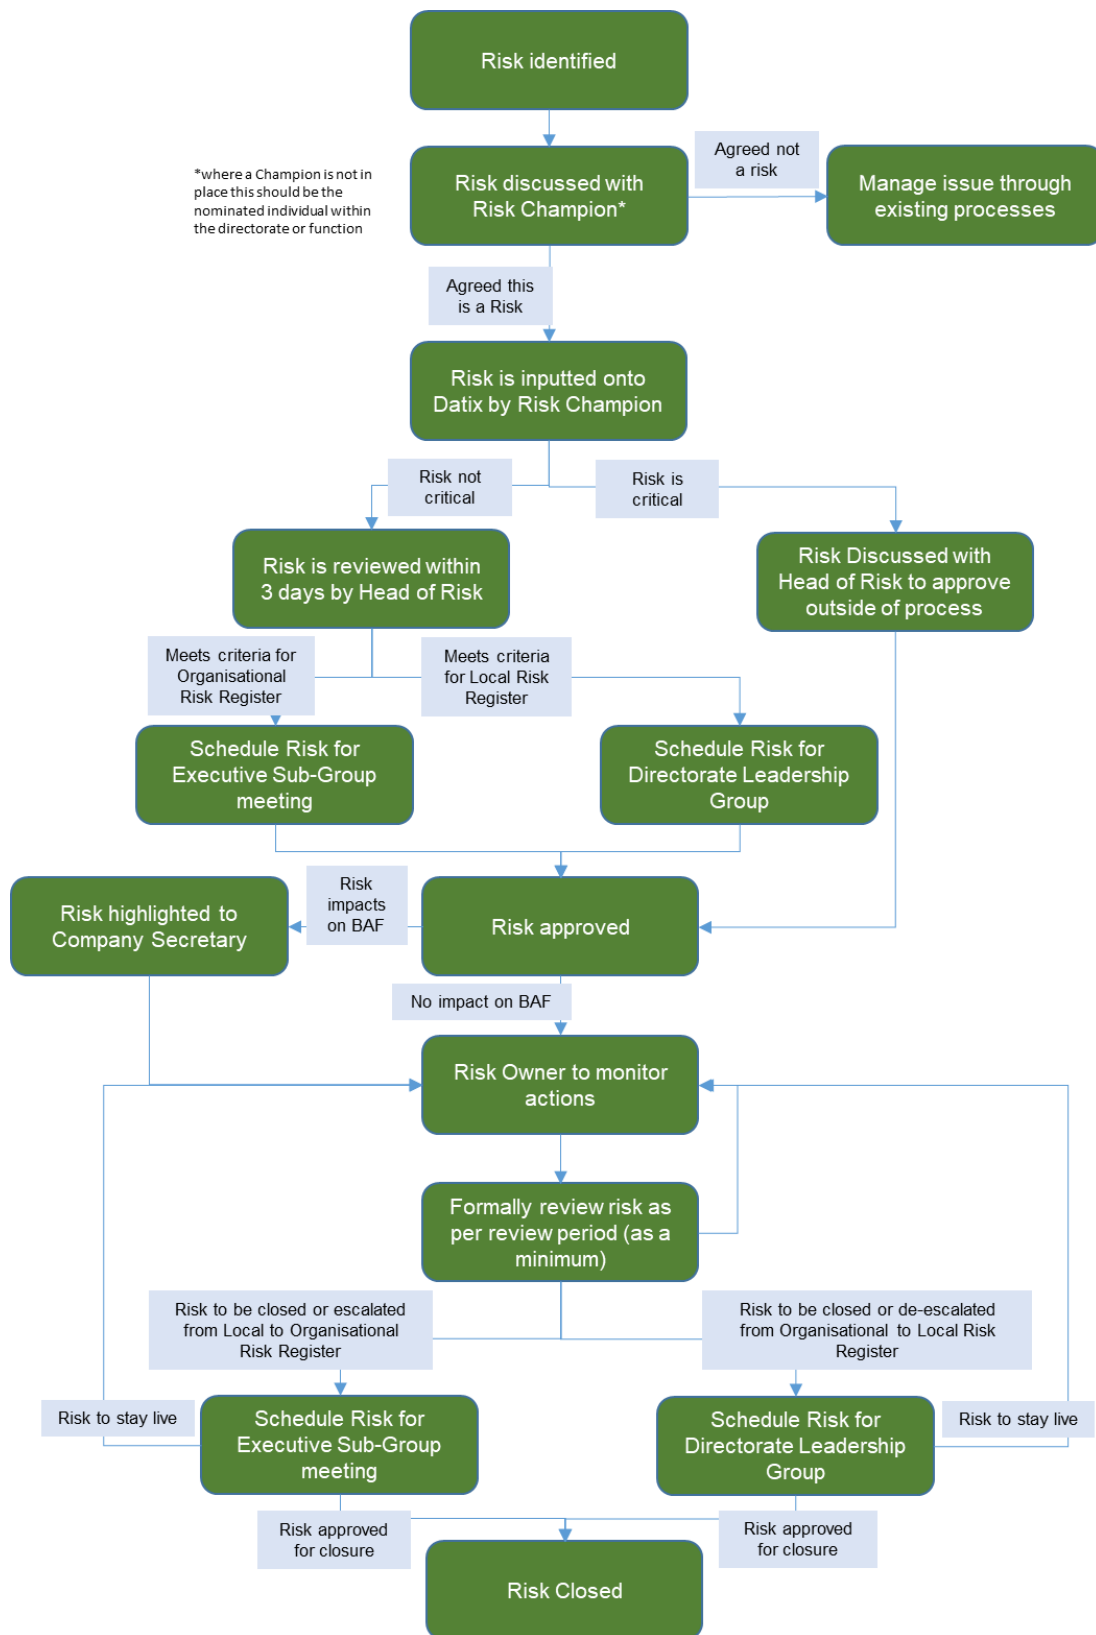 Risk identified
*where a Champion is not in
place this should be the
nominated individual within
the directorate or function
Risk discussed with
Risk Champion*
Agreed not
a risk
Manage issue through
existing processes
Agreed this
is a Risk
Risk is inputted onto
Datix by Risk Champion
Risk not
critical
Risk is
critical
Risk is reviewed within
3 days by Head of Risk
Risk Discussed with
Head of Risk to approve
outside of process
Meets criteria for
Organisational
Risk Register
Meets criteria
for Local Risk
Register
Schedule Risk for
Executive Sub-Group
meeting
Schedule Risk for
Directorate Leadership
Group
Risk highlighted to
Company Secretary
Risk
impacts
on BAF
Risk approved
No impact on BAF
Risk Owner to monitor
actions
Formally review risk as
per review period (as a
minimum)
Risk to be closed or escalated
from Local to Organisational
Risk Register
Risk to be closed or de-escalated
from Organisational to Local Risk
Register
Risk to stay live
Schedule Risk for
Executive Sub-Group
meeting
Schedule Risk for
Directorate Leadership
Group
Risk to stay live
Risk approved
for closure
Risk approved
for closure
Risk Closed